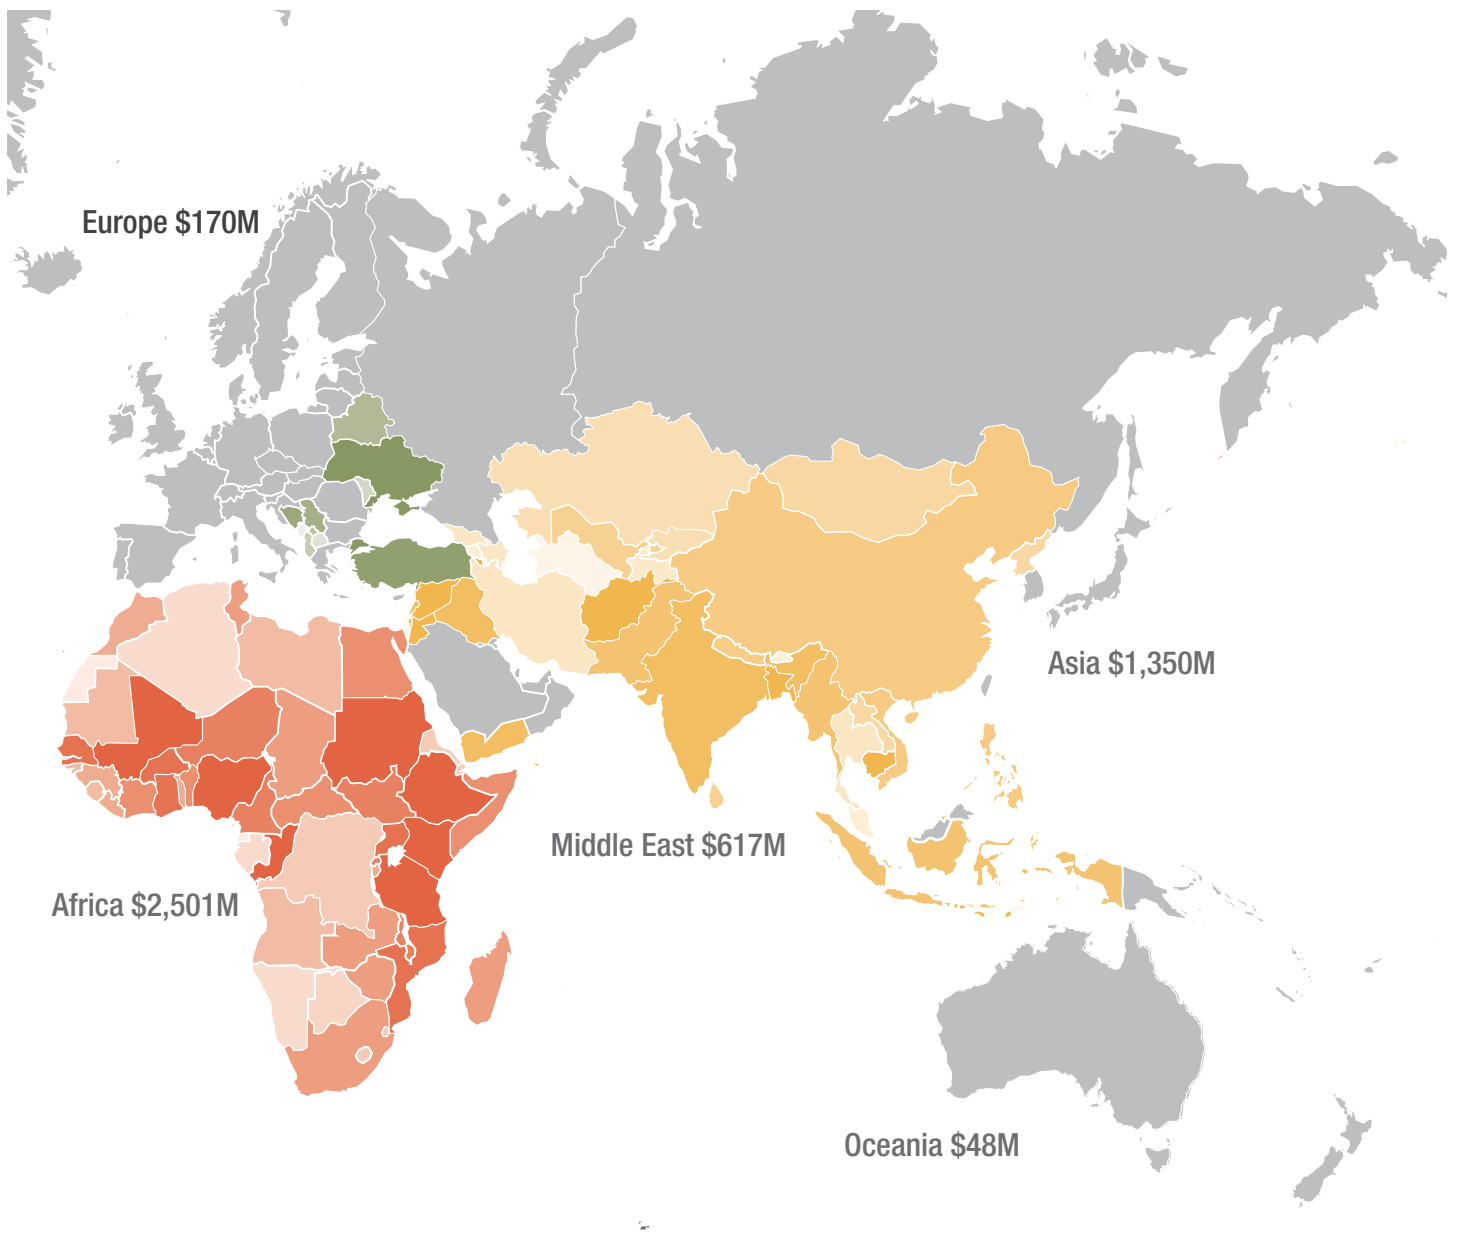 Europe $170M
Asia $1,350M
Middle East $617M
Africa $2,501M
Oceania $48M